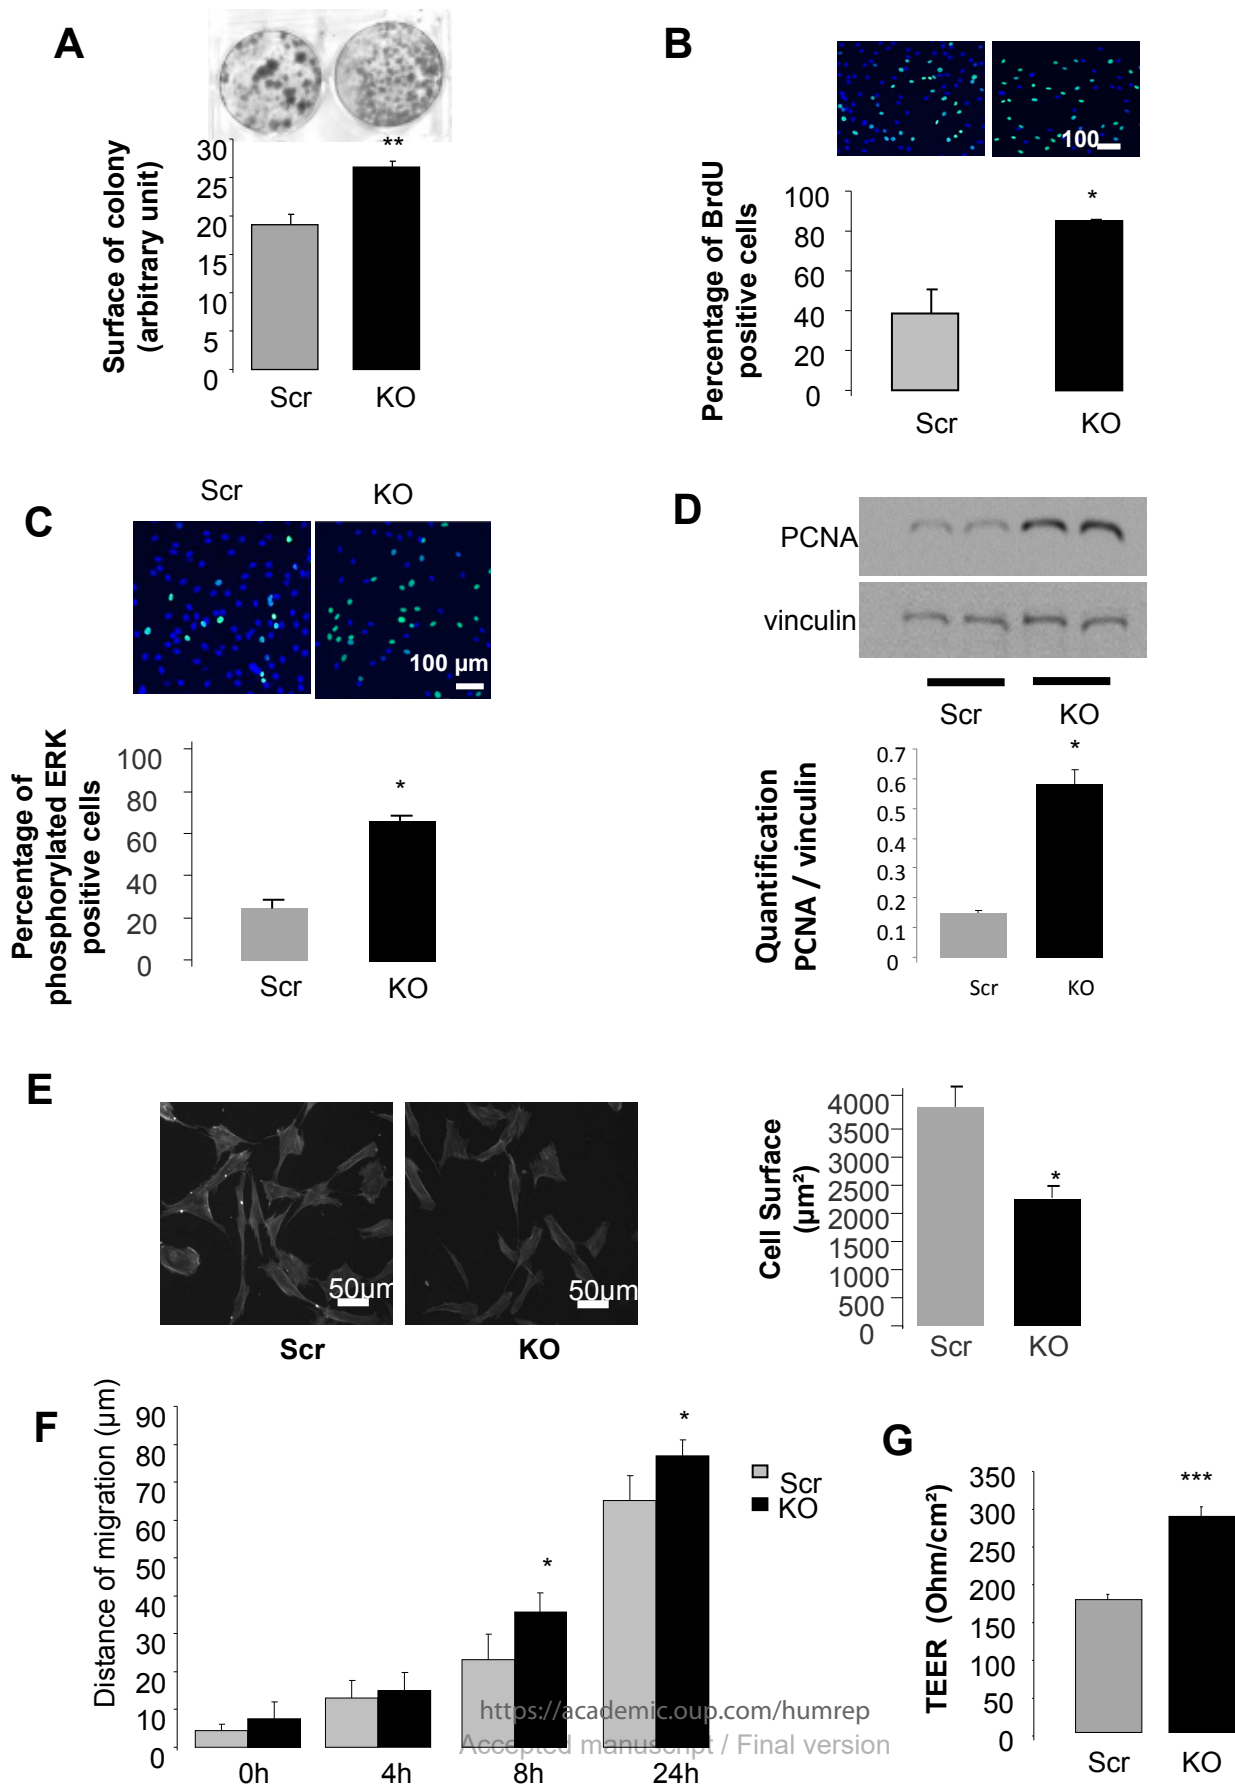 A
**
30
25
20
15
10
5
0
Surface of colony
(arbitrary unit)
Scr
KO
B
100
100
80
60
40
20
0
*
Percentage of BrdU
positive cells
Scr
KO
C
Scr
KO
100 µm
100
80
60
40
20
0
*
Percentage of
phosphorylated ERK
positive cells
Scr
KO
D
PCNA
vinculin
Scr
KO
*
0.7
0.6
0.5
0.4
0.3
0.2
0.1
0
Quantification
PCNA / vinculin
Scr
KO
E
50µm
50µm
Scr
KO
4000
3500
3000
2500
2000
1500
1000
500
0
*
Cell Surface
(µm²)
Scr
KO
F
90
80
70
60
50
40
30
20
10
0
Distance of migration (µm)
*
*
Scr
KO
0h
4h
8h
24h
G
350
300
250
200
150
100
50
0
***
TEER (Ohm/cm²)
Scr
KO
https://academic.oup.com/humrep
Accepted manuscript / Final version